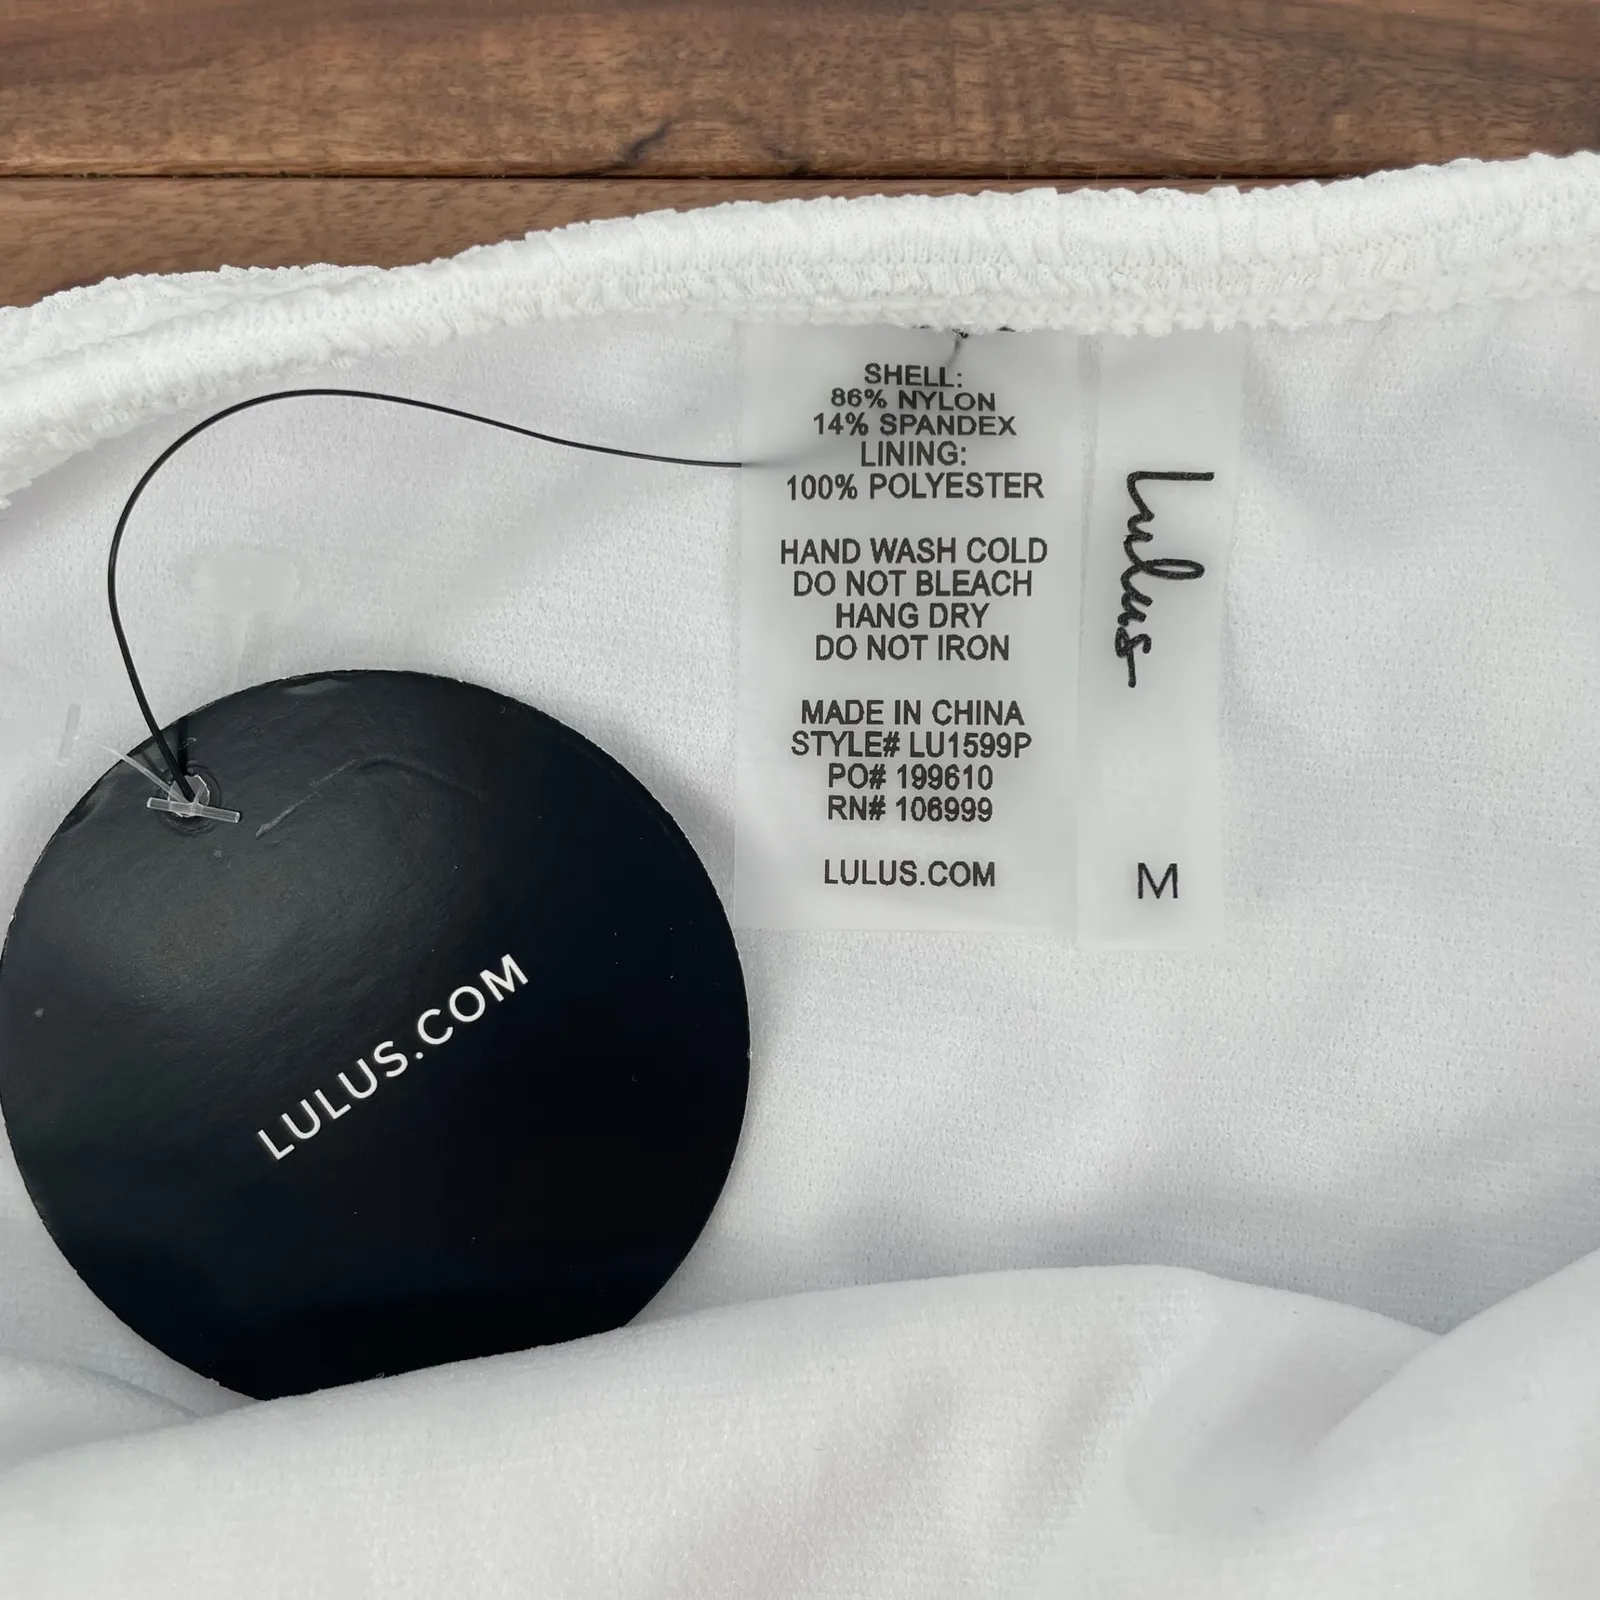 SHELL:
86% NYLON
14% SPANDEX
LINING:
100% POLYESTER
HAND WASH COLD
DO NOT BLEACH
HANG DRY
DO NOT IRON
MADE IN CHINA
STYLE# LU1599P
PO# 199610
RN# 106999
LULUS.COM
Lulus
M
LULUS.COM